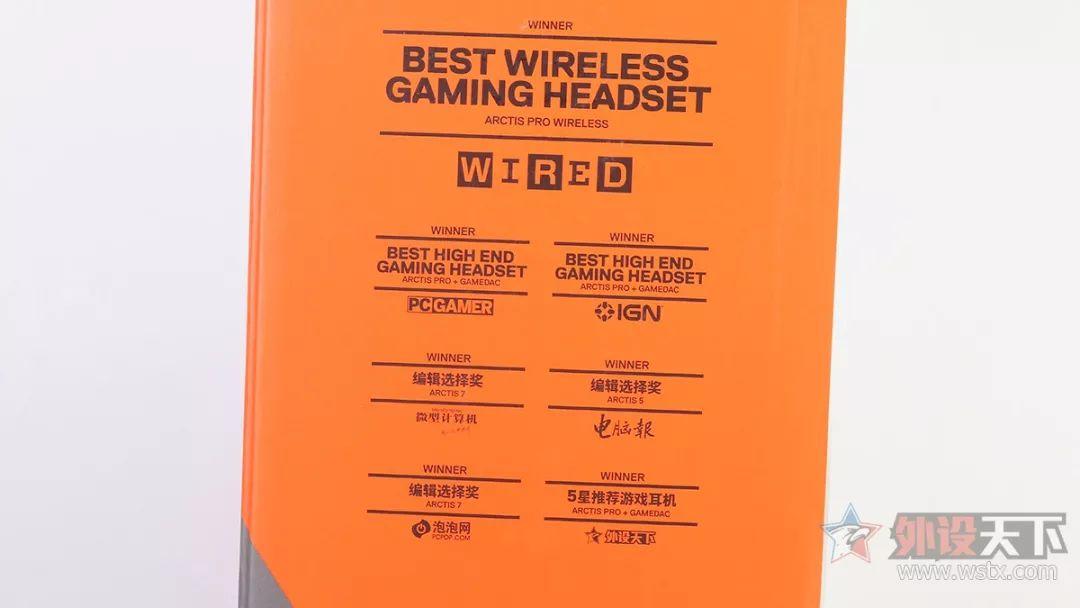 WINNER
BEST WIRELESS
GAMING HEADSET
ARCTIS PRO WIRELESS
WIRED
WINNER
BEST HIGH END
GAMING HEADSET
ARCTIS PRO + GAMEDAC
PCGAMER
WINNER
BEST HIGH END
GAMING HEADSET
ARCTIS PRO + GAMEDAC
IGN
WINNER
编辑选择奖
ARCTIS 7
微型计算机
WINNER
编辑选择奖
ARCTIS 5
电脑報
WINNER
编辑选择奖
ARCTIS 7
泡泡网
PCPOP.COM
WINNER
5星推荐游戏耳机
ARCTIS PRO + GAMEDAC
外设天下
外设天下
www.wstx.com